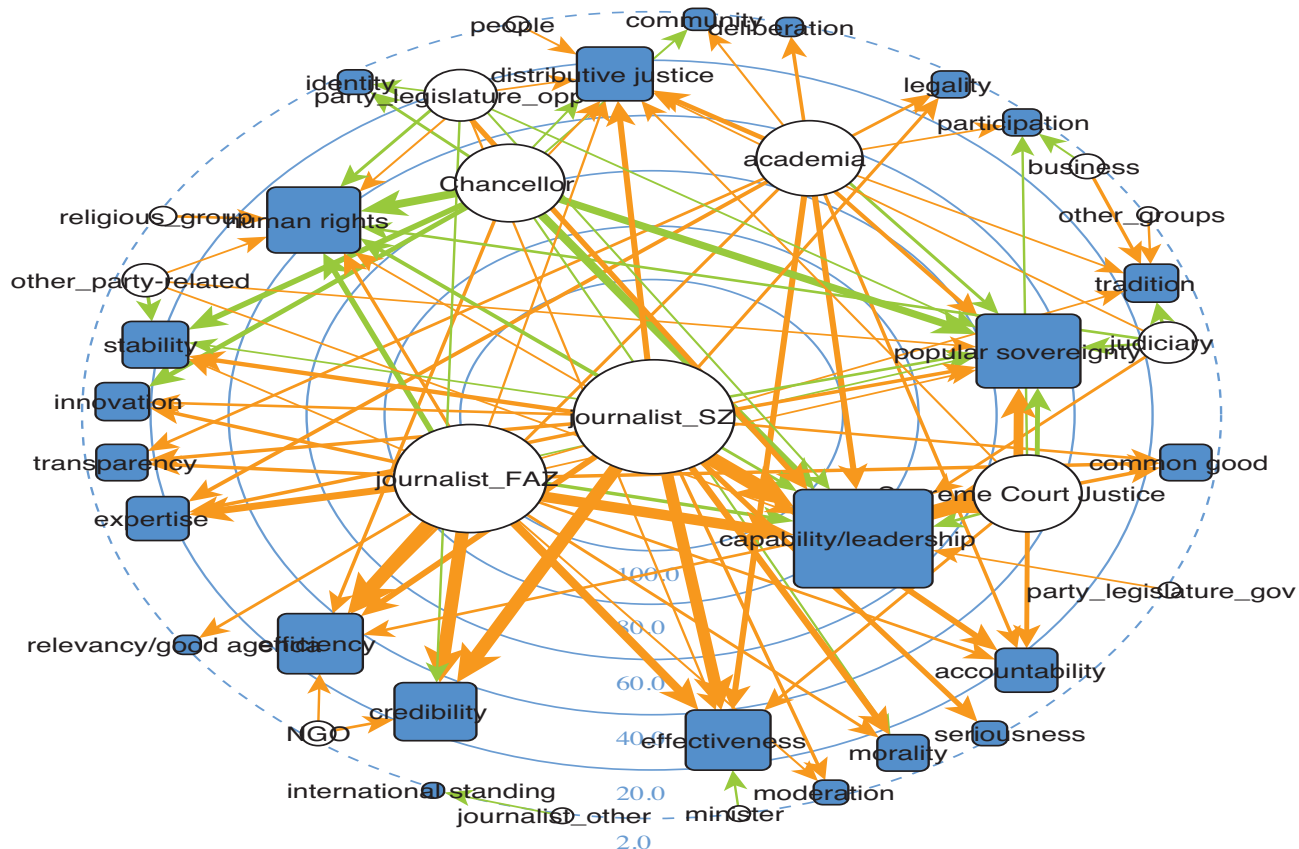 people
community
deliberation
identity
party_legislature_opp
distributive justice
legality
participation
academia
business
Chancellor
religious_group
human rights
other_groups
other_party-related
tradition
stability
popular sovereignty
judiciary
innovation
journalist_SZ
transparency
journalist_FAZ
common good
expertise
Supreme Court Justice
capability/leadership
100.0
party_legislature_gov
80.0
relevancy/good agenda
efficiency
60.0
accountability
credibility
NGO
40.0
effectiveness
seriousness
morality
international standing
20.0
moderation
journalist_other
minister
2.0